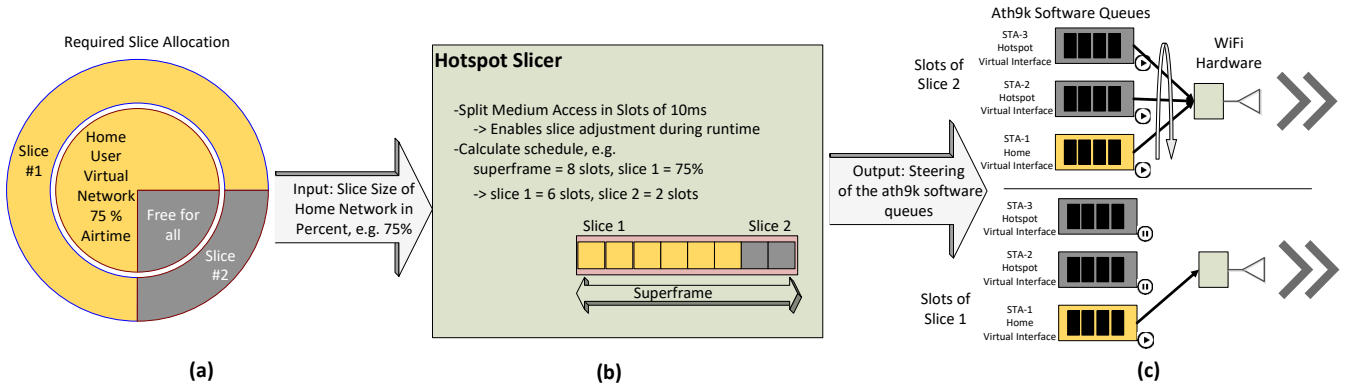 Required Slice Allocation
Slice
#1
Home
User
Virtual
Network
75 %
Airtime
Free for
all
Slice
#2
(a)
Input: Slice Size of
Home Network in
Percent, e.g. 75%
Hotspot Slicer
-Split Medium Access in Slots of 10ms
-> Enables slice adjustment during runtime
-Calculate schedule, e.g.
superframe = 8 slots, slice 1 = 75%
-> slice 1 = 6 slots, slice 2 = 2 slots
Slice 1
Slice 2
Superframe
(b)
Output: Steering
of the ath9k software
queues
Ath9k Software Queues
Slots of
Slice 2
STA-3
Hotspot
Virtual Interface
STA-2
Hotspot
Virtual Interface
STA-1
Home
Virtual Interface
WiFi
Hardware
Slots of
Slice 1
STA-3
Hotspot
Virtual Interface
STA-2
Hotspot
Virtual Interface
STA-1
Home
Virtual Interface
(c)